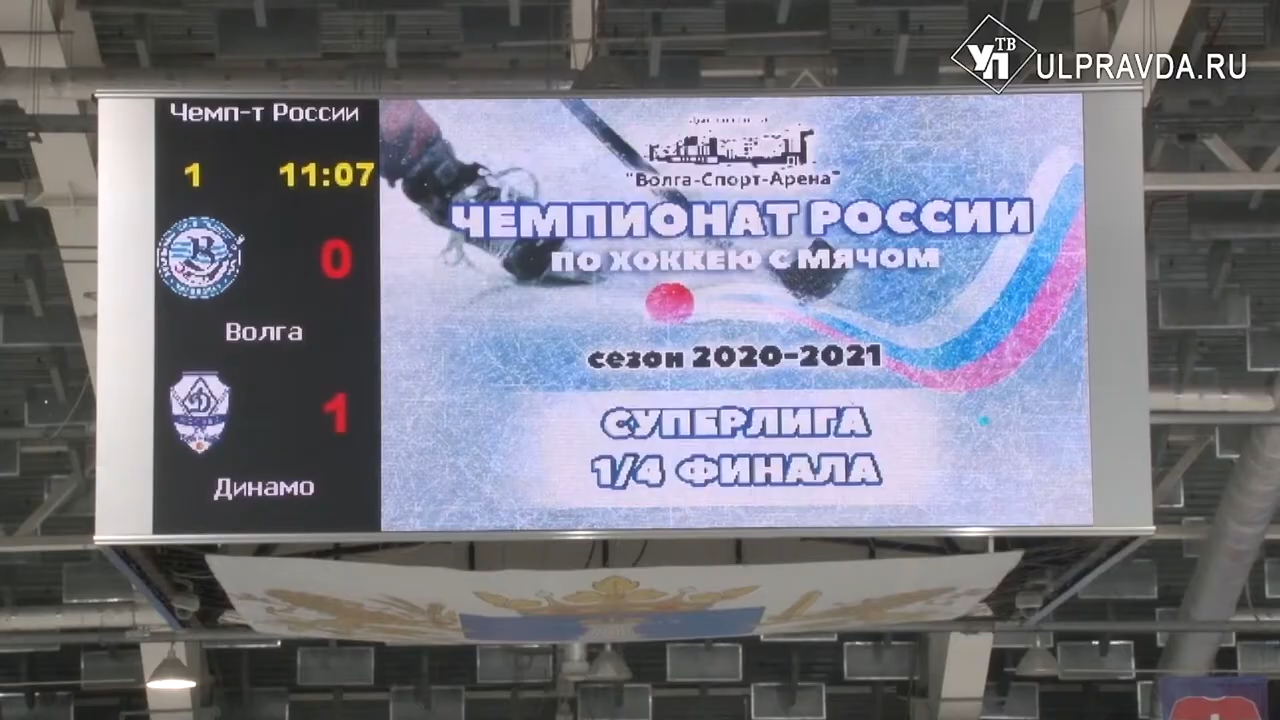 УП ТВ ULPRAVDA.RU
Чемп-т России
1 11:07
В
0
Волга
Д
1
Динамо
"Волга-Спорт-Арена"
ЧЕМПИОНАТ РОССИИ
ПО ХОККЕЮ С МЯЧОМ
сезон 2020-2021
СУПЕРЛИГА
1/4 ФИНАЛА